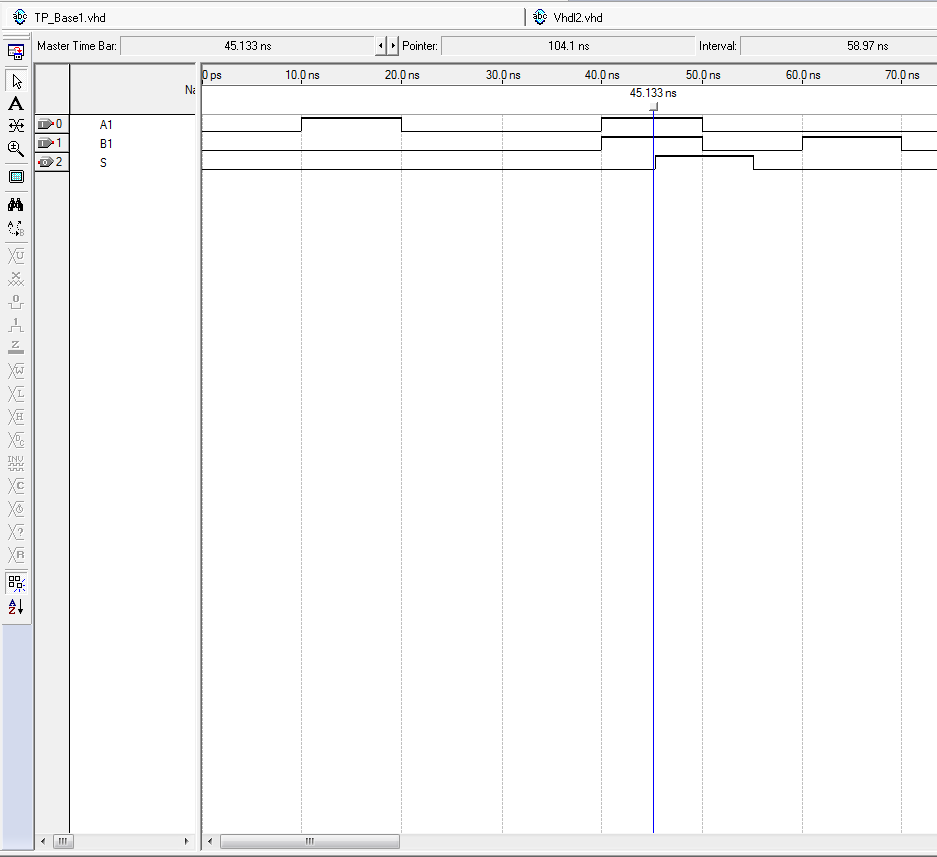 TP_Base1.vhd Vhdl2.vhd
Master Time Bar: 45.133 ns Pointer: 104.1 ns Interval: 58.97 ns
0 ps 10.0 ns 20.0 ns 30.0 ns 40.0 ns 50.0 ns 60.0 ns 70.0 ns
Na
45.133 ns
0 A1
1 B1
2 S